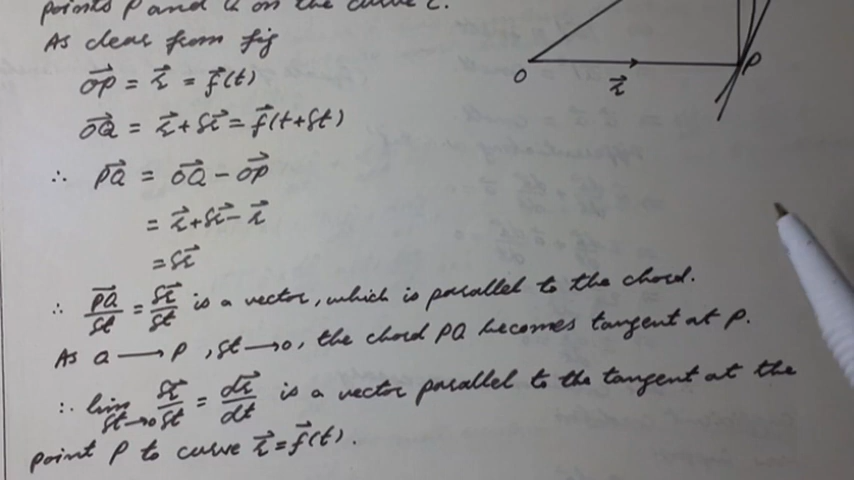 points P and Q on the curve C.
As clear from fig
O
P
r⃗
OP⃗ = r⃗ = f⃗(t)
OQ⃗ = r⃗ + δr⃗ = f⃗(t+δt)
∴ PQ⃗ = OQ⃗ - OP⃗
= r⃗ + δr⃗ - r⃗
= δr⃗
∴ PQ⃗/δt = δr⃗/δt is a vector, which is parallel to the chord.
As Q → P, δt → 0, the chord PQ becomes tangent at P.
∴ lim δt→0 δr⃗/δt = dr⃗/dt is a vector parallel to the tangent at the
point P to curve r⃗ = f⃗(t).